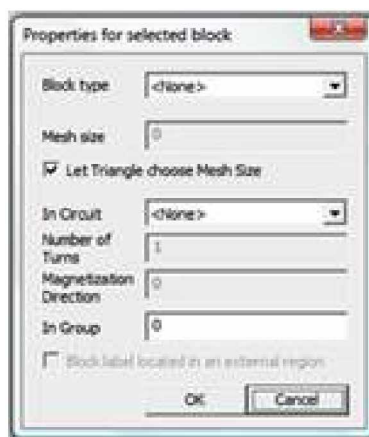 Properties for selected block
Block type
<None>
Mesh size
0
Let Triangle choose Mesh Size
In Circuit
<None>
Number of
Turns
1
Magnetization
Direction
0
In Group
0
Block label located in an external region
OK
Cancel